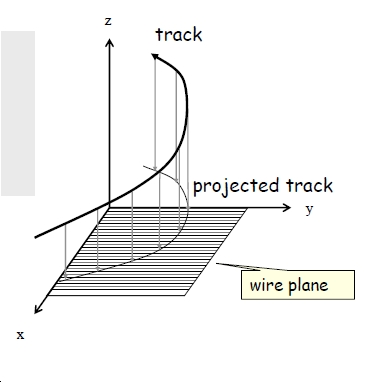 z
track
projected track
y
wire plane
x